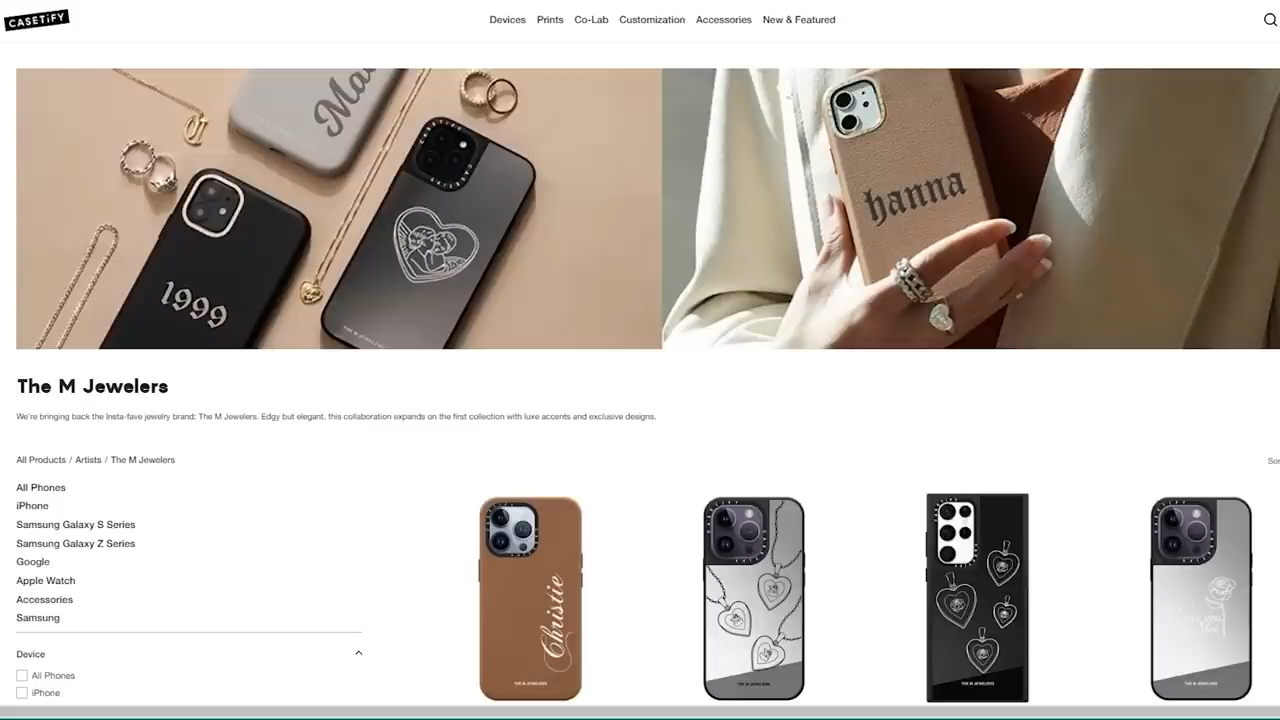 CASETiFY
Devices
Prints
Co-Lab
Customization
Accessories
New & Featured
1999
THE M JEWELERS
hanna
The M Jewelers
We're bringing back the Insta-fave jewelry brand: The M Jewelers. Edgy but elegant, this collaboration expands on the first collection with luxe accents and exclusive designs.
All Products / Artists / The M Jewelers
All Phones
iPhone
Samsung Galaxy S Series
Samsung Galaxy Z Series
Google
Apple Watch
Accessories
Samsung
Device
All Phones
iPhone
Christie
THE M JEWELERS
THE M JEWELERS
THE M JEWELERS
THE M JEWELERS